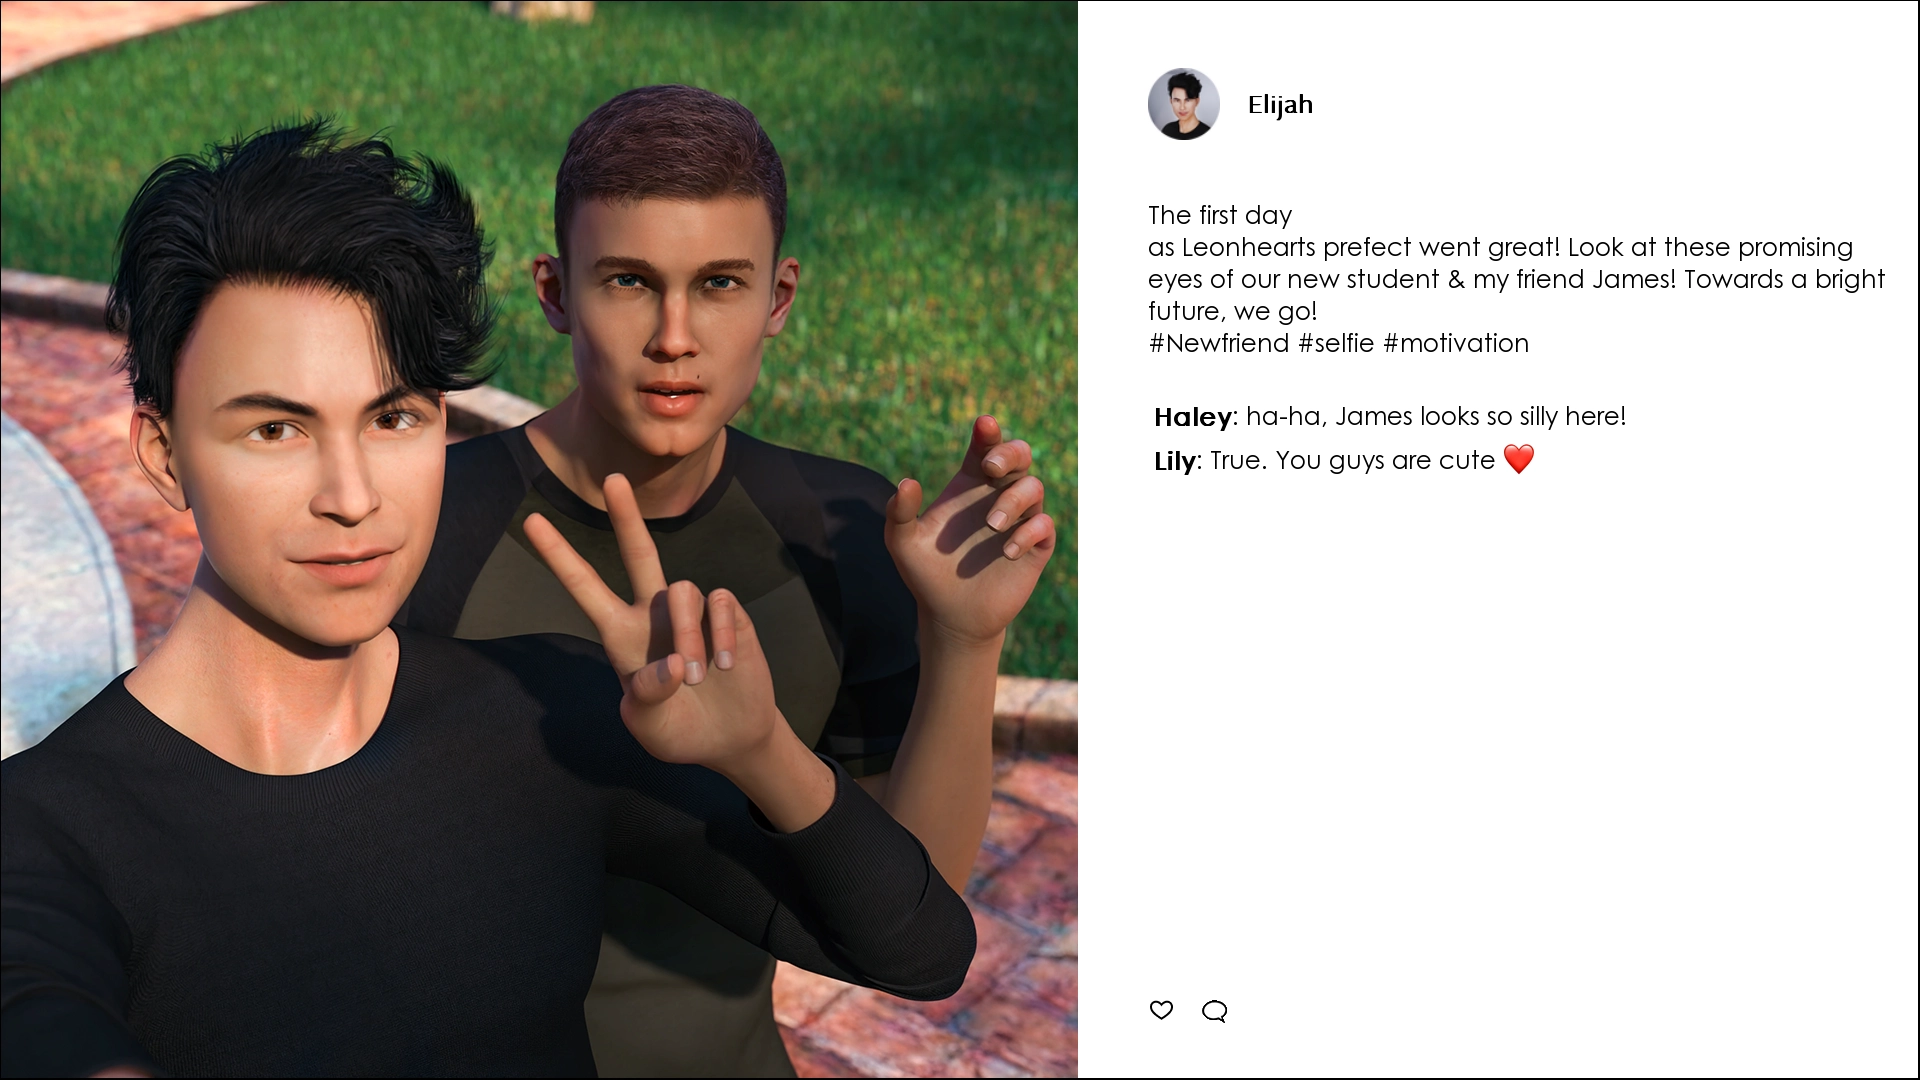 Elijah
The first day
as Leonhearts prefect went great! Look at these promising
eyes of our new student & my friend James! Towards a bright
future, we go!
#Newfriend #selfie #motivation
Haley: ha-ha, James looks so silly here!
Lily: True. You guys are cute ❤️